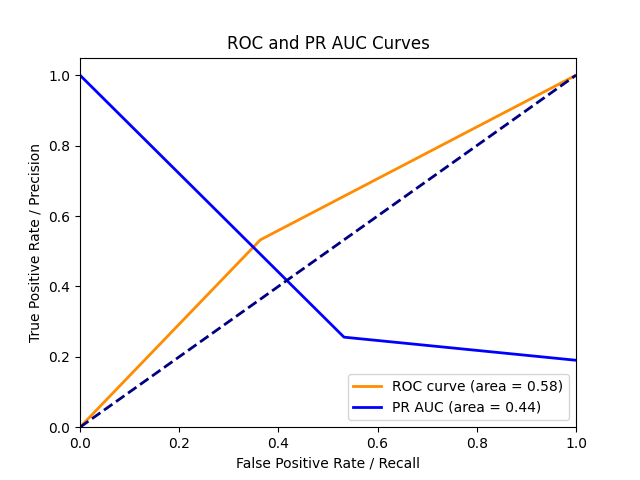 ROC and PR AUC Curves
True Positive Rate / Precision
1.0
0.8
0.6
0.4
0.2
0.0
ROC curve (area = 0.58)
PR AUC (area = 0.44)
0.0 0.2 0.4 0.6 0.8 1.0
False Positive Rate / Recall